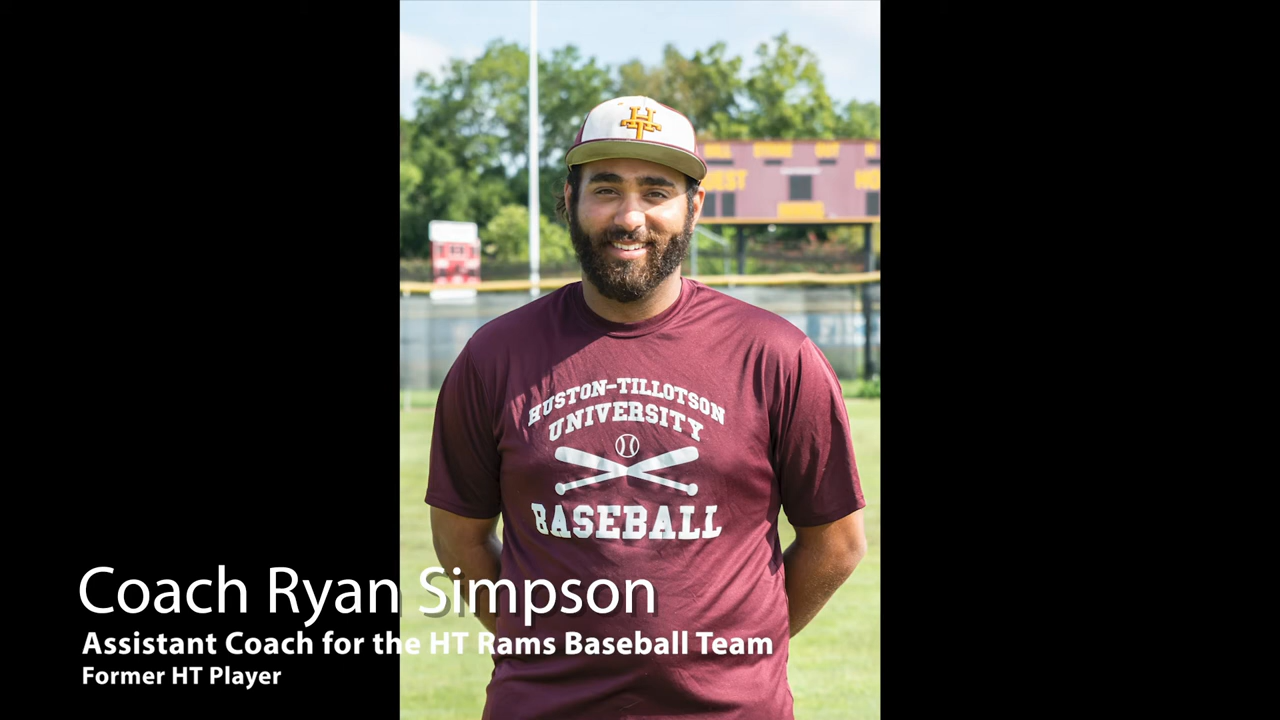 HT
HUSTON-TILLOTSON
UNIVERSITY
BASEBALL
Coach Ryan Simpson
Assistant Coach for the HT Rams Baseball Team
Former HT Player